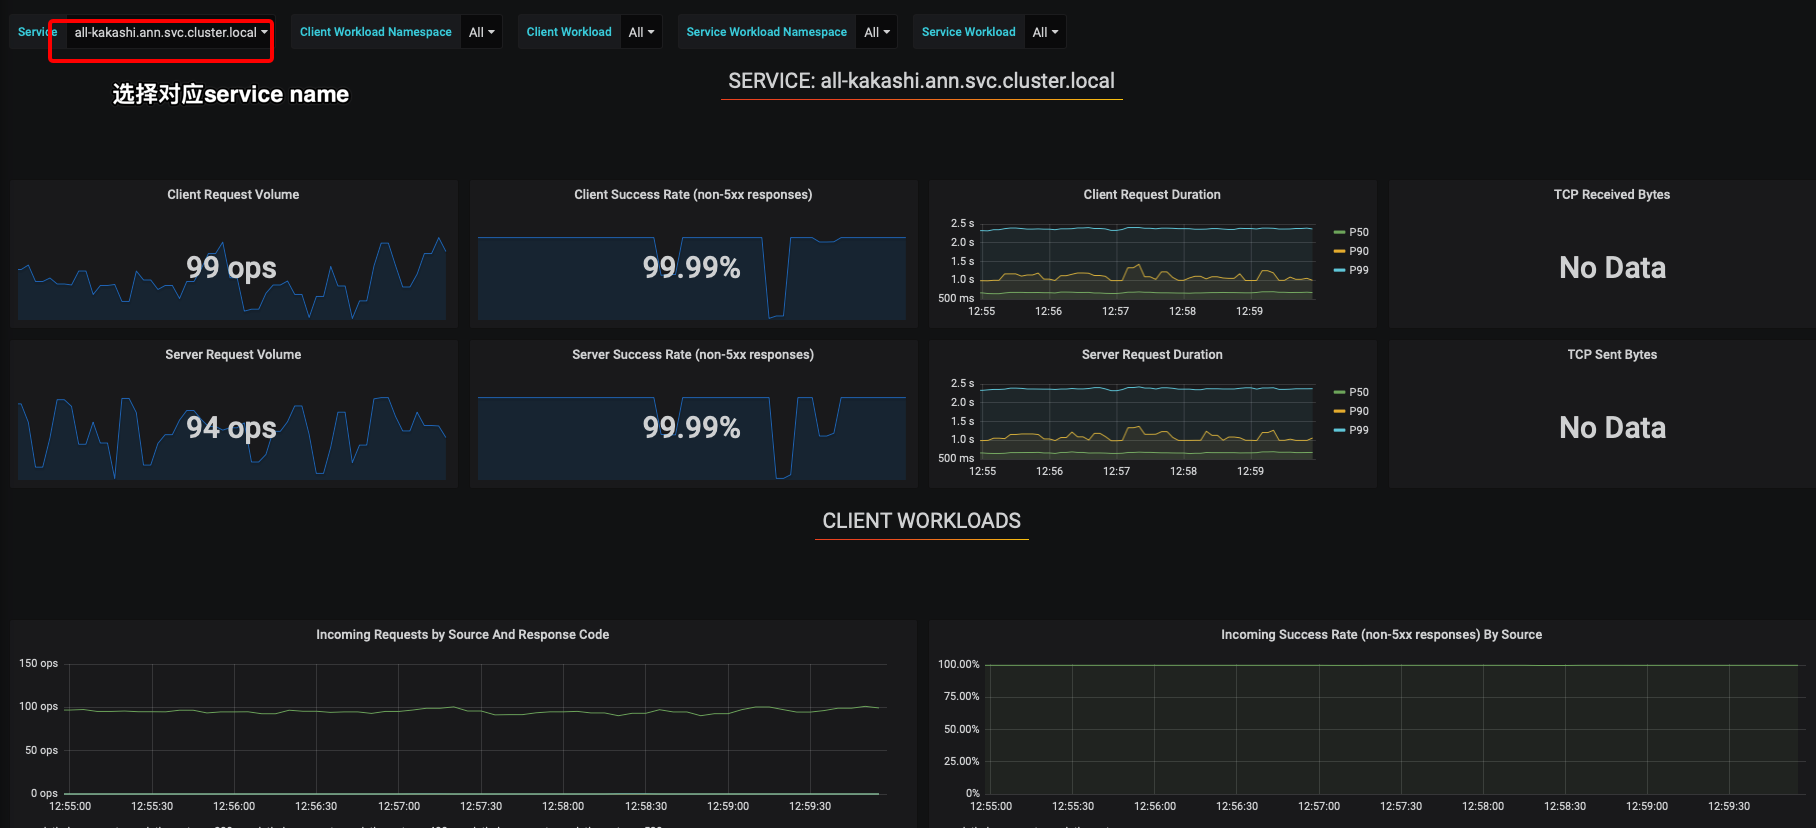 Service all-kakashi.ann.svc.cluster.local Client Workload Namespace All Client Workload All Service Workload Namespace All Service Workload All
选择对应service name
SERVICE: all-kakashi.ann.svc.cluster.local
Client Request Volume
99 ops
Client Success Rate (non-5xx responses)
99.99%
Client Request Duration
2.5 s
2.0 s
1.5 s
1.0 s
500 ms
12:55 12:56 12:57 12:58 12:59
P50
P90
P99
TCP Received Bytes
No Data
Server Request Volume
94 ops
Server Success Rate (non-5xx responses)
99.99%
Server Request Duration
2.5 s
2.0 s
1.5 s
1.0 s
500 ms
12:55 12:56 12:57 12:58 12:59
P50
P90
P99
TCP Sent Bytes
No Data
CLIENT WORKLOADS
Incoming Requests by Source And Response Code
150 ops
100 ops
50 ops
0 ops
12:55:00 12:55:30 12:56:00 12:56:30 12:57:00 12:57:30 12:58:00 12:58:30 12:59:00 12:59:30
Incoming Success Rate (non-5xx responses) By Source
100.00%
75.00%
50.00%
25.00%
0%
12:55:00 12:55:30 12:56:00 12:56:30 12:57:00 12:57:30 12:58:00 12:58:30 12:59:00 12:59:30